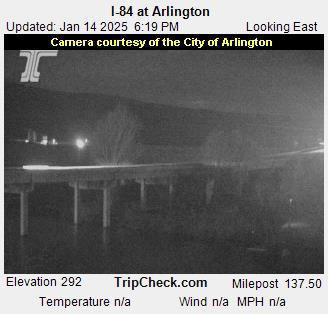 I-84 at Arlington
Updated: Jan 14 2025  6:19 PM Looking East
Camera courtesy of the City of Arlington
Elevation 292 TripCheck.com Milepost 137.50
Temperature n/a Wind n/a MPH n/a